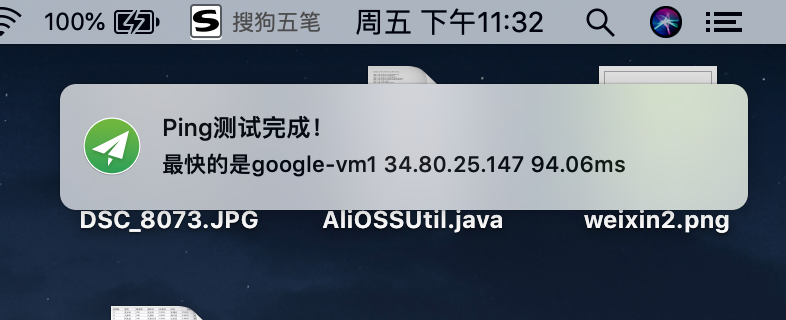 100% S 搜狗五笔 周五 下午11:32
Ping测试完成！
最快的是google-vm1 34.80.25.147 94.06ms
DSC_8073.JPG AliOSSUtil.java weixin2.png